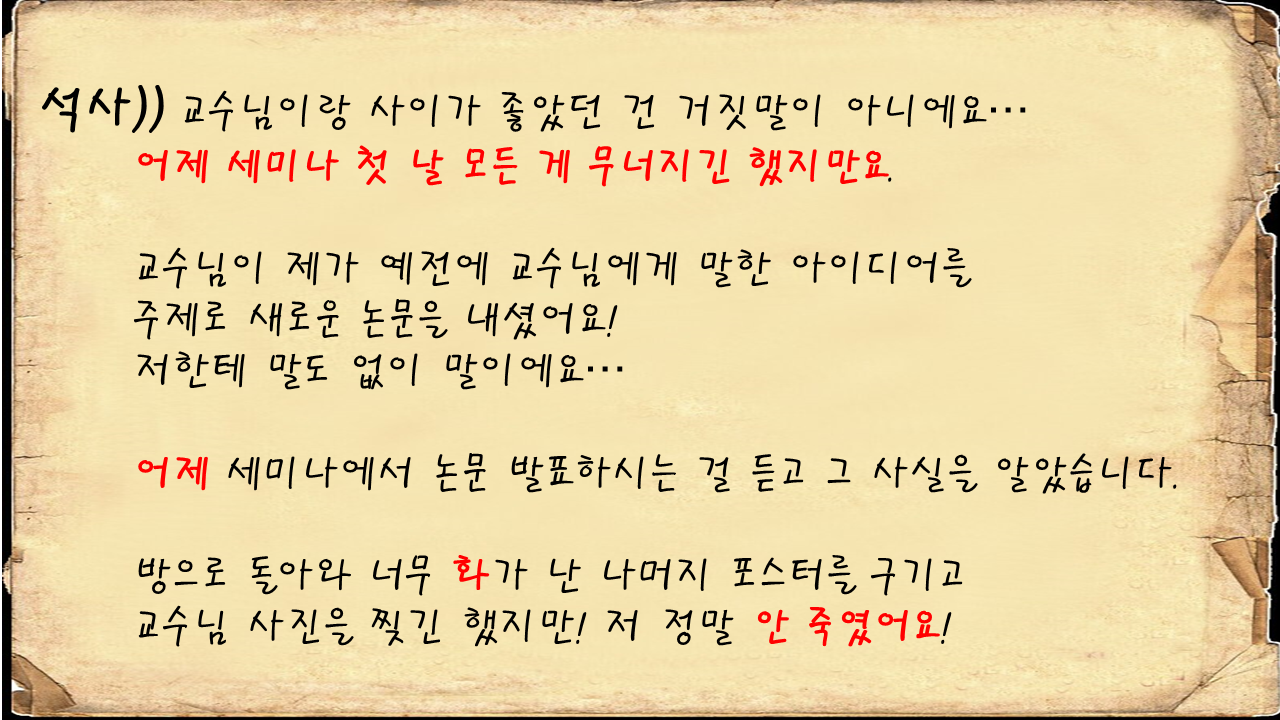 석사)) 교수님이랑 사이가 좋았던 건 거짓말이 아니에요…
어제 세미나 첫 날 모든 게 무너지긴 했지만요.
교수님이 제가 예전에 교수님에게 말한 아이디어를
주제로 새로운 논문을 내셨어요!
저한테 말도 없이 말이에요…
어제 세미나에서 논문 발표하시는 걸 듣고 그 사실을 알았습니다.
방으로 돌아와 너무 화가 난 나머지 포스터를 구기고
교수님 사진을 찢긴 했지만! 저 정말 안 죽였어요!